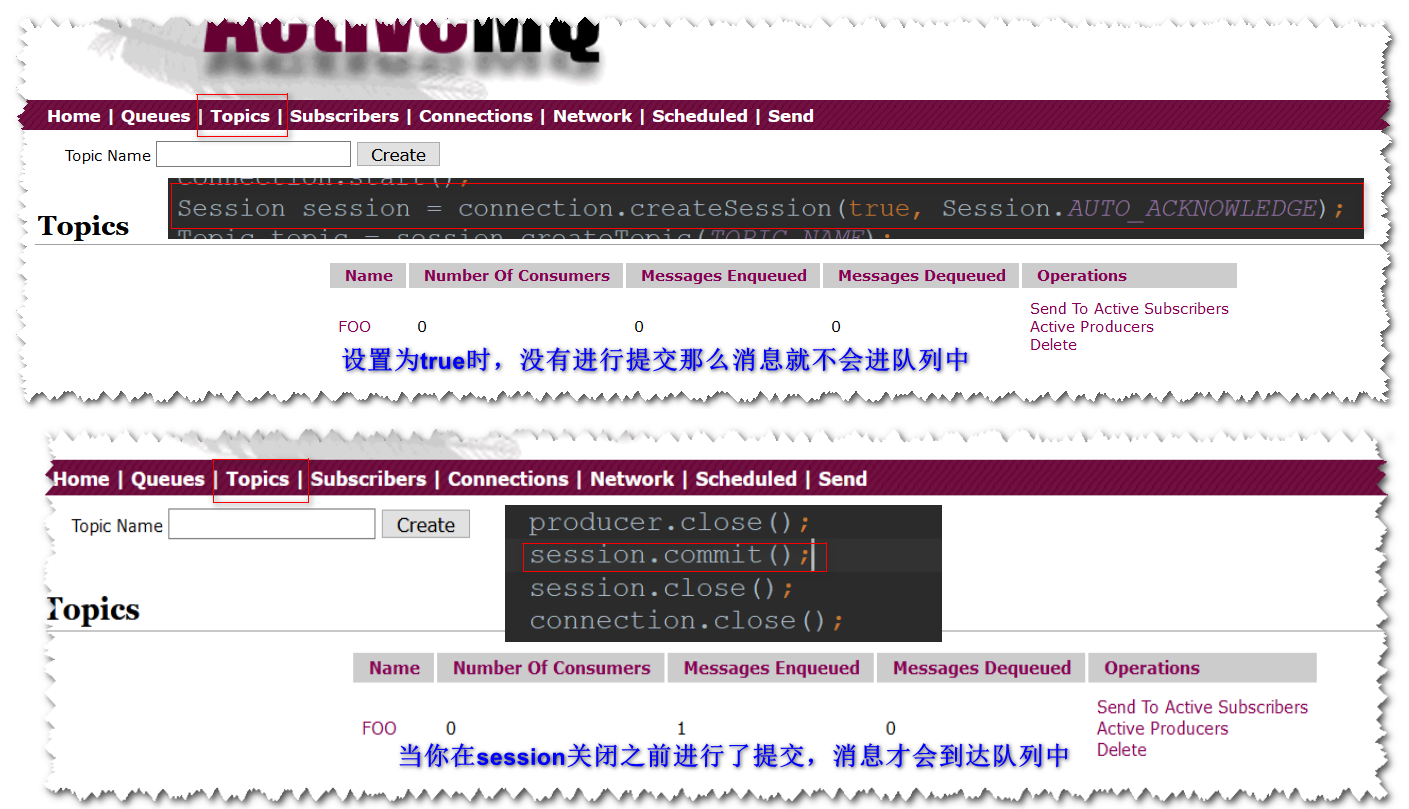 ActiveMQ
Home | Queues | Topics | Subscribers | Connections | Network | Scheduled | Send
Topic Name Create
connection.start();
Session session = connection.createSession(true, Session.AUTO_ACKNOWLEDGE);
Topics
Topic topic = session.createTopic(TOPIC_NAME);
Name Number Of Consumers Messages Enqueued Messages Dequeued Operations
Send To Active Subscribers
FOO 0 0 0 Active Producers
Delete
设置为true时，没有进行提交那么消息就不会进队列中
Home | Queues | Topics | Subscribers | Connections | Network | Scheduled | Send
Topic Name Create
producer.close();
session.commit();
session.close();
connection.close();
Topics
Name Number Of Consumers Messages Enqueued Messages Dequeued Operations
Send To Active Subscribers
FOO 0 1 0 Active Producers
Delete
当你在session关闭之前进行了提交，消息才会到达队列中